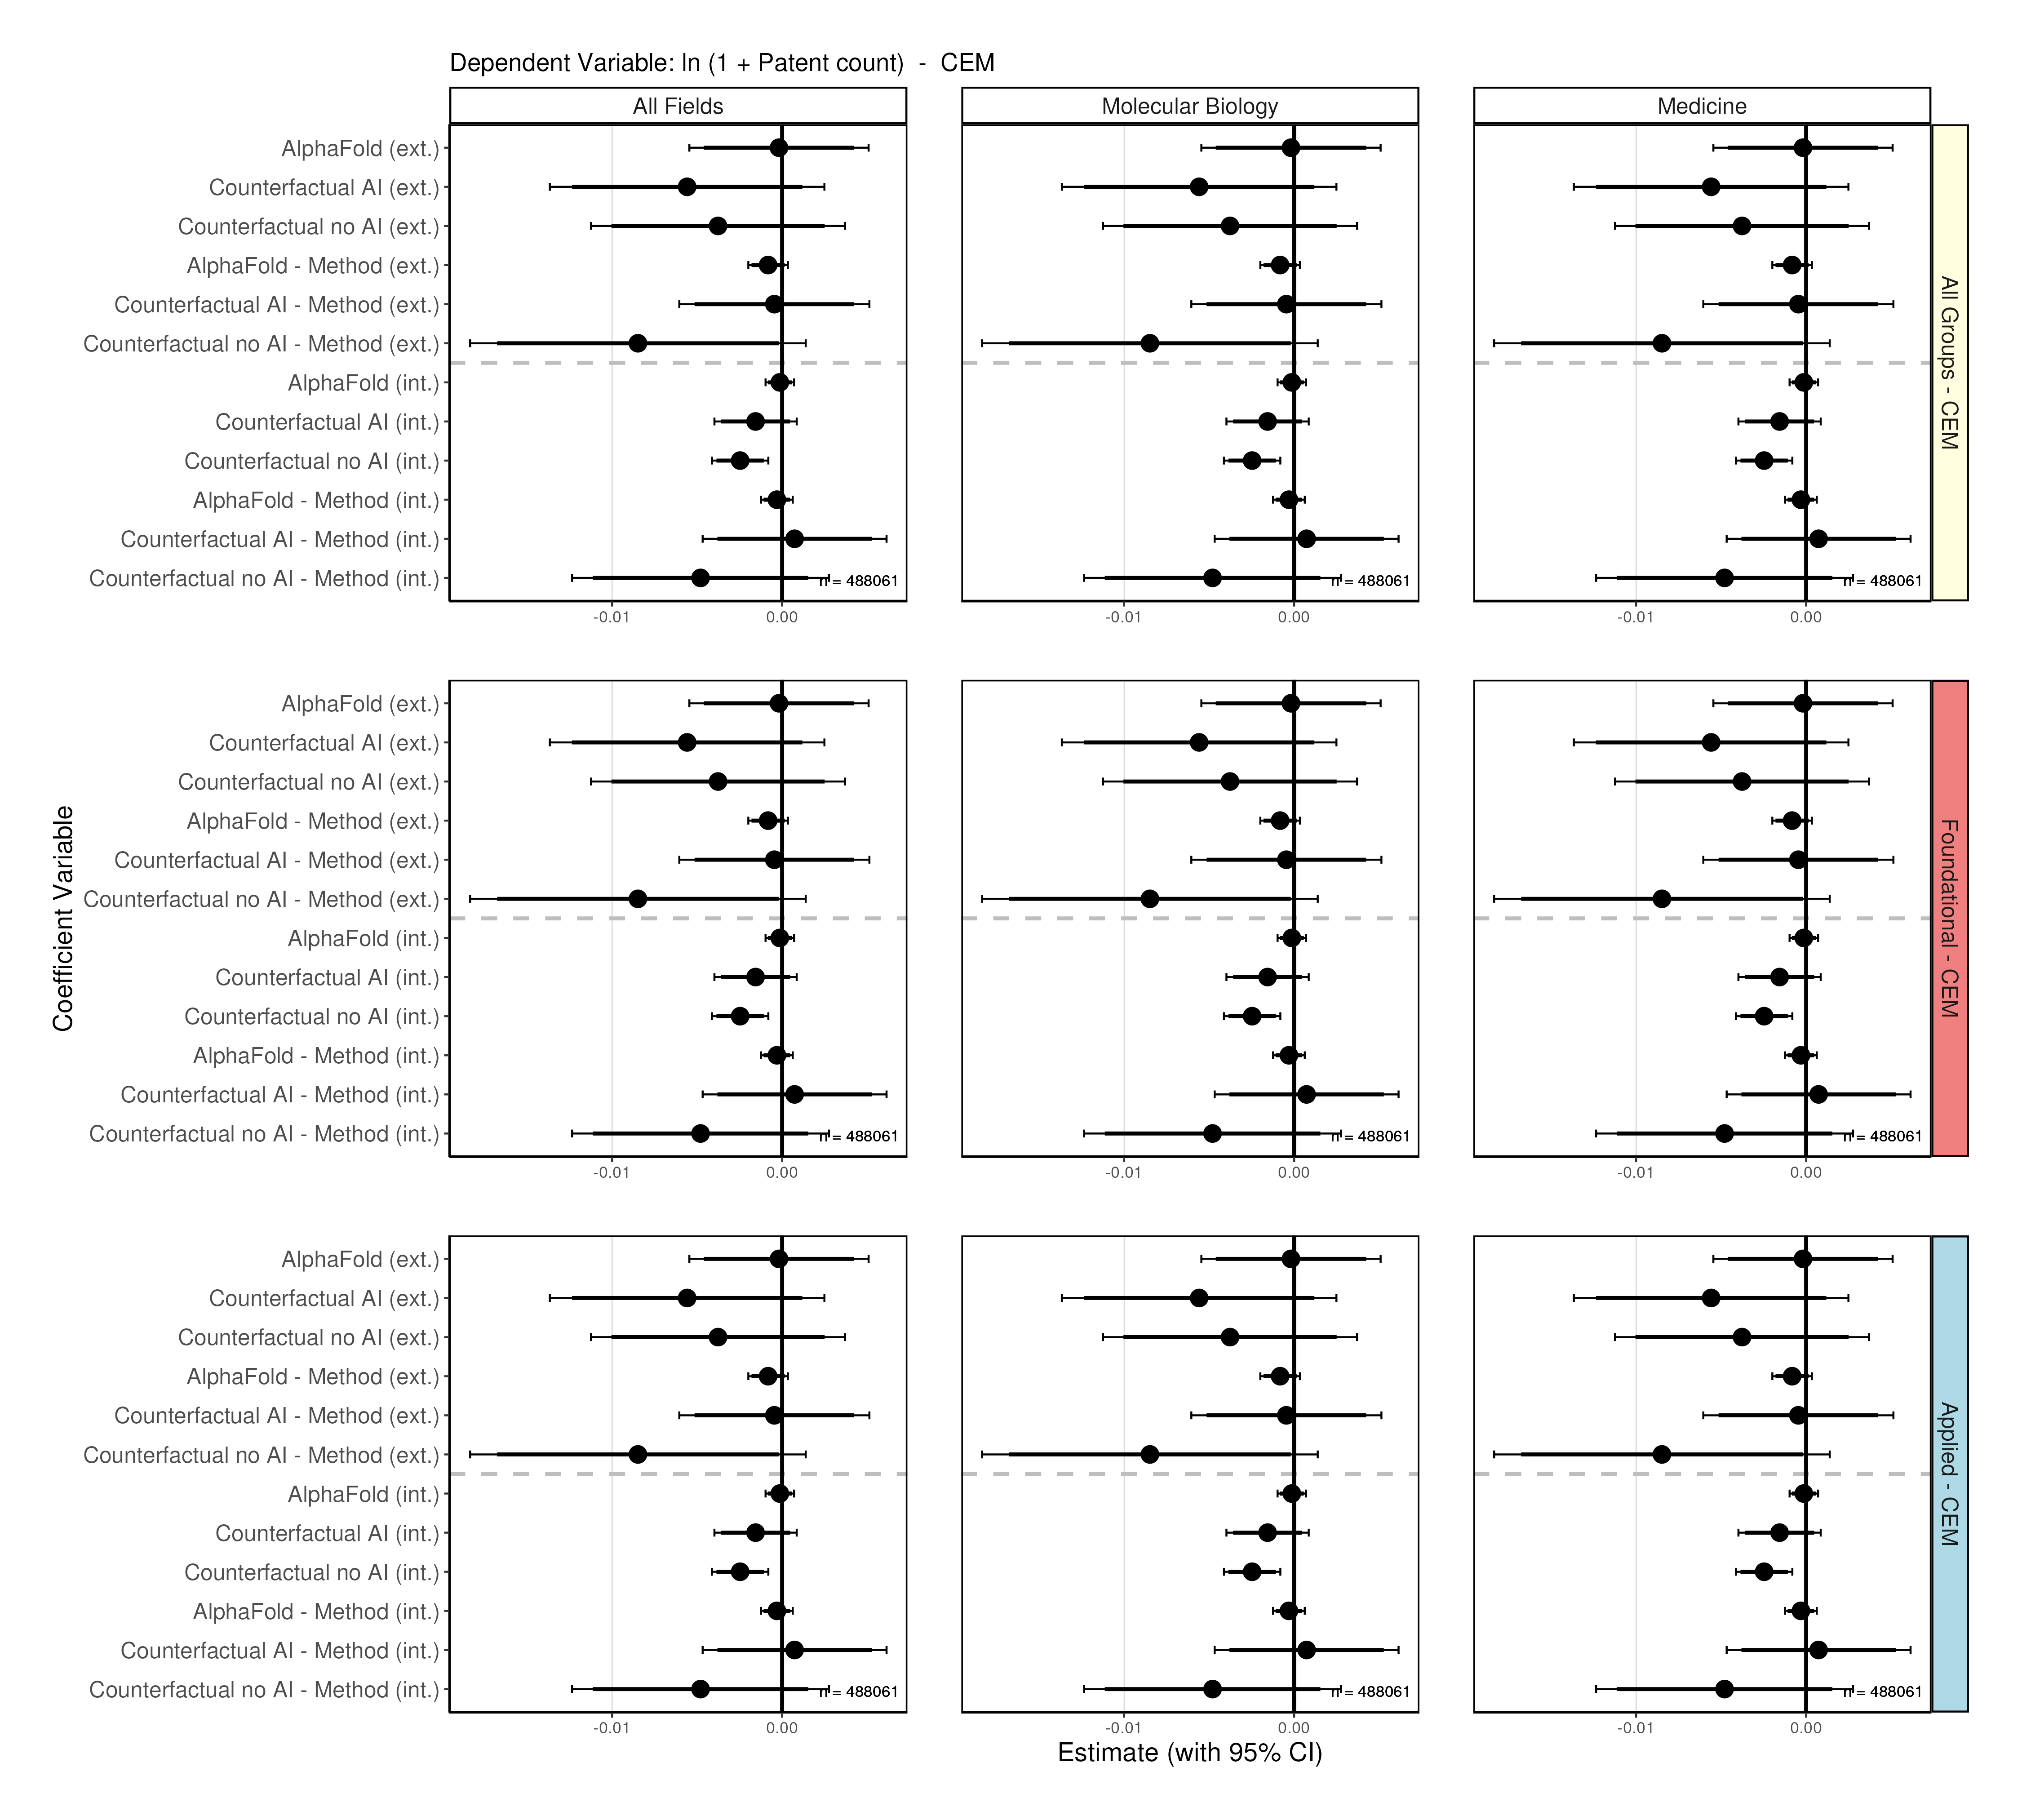 Dependent Variable: ln (1 + Patent count)  -  CEM
All Fields
Molecular Biology
Medicine
AlphaFold (ext.)
Counterfactual AI (ext.)
Counterfactual no AI (ext.)
AlphaFold - Method (ext.)
Counterfactual AI - Method (ext.)
Counterfactual no AI - Method (ext.)
AlphaFold (int.)
Counterfactual AI (int.)
Counterfactual no AI (int.)
AlphaFold - Method (int.)
Counterfactual AI - Method (int.)
Counterfactual no AI - Method (int.)
n = 488061
n = 488061
n = 488061
-0.01
0.00
-0.01
0.00
-0.01
0.00
All Groups - CEM
Coefficient Variable
AlphaFold (ext.)
Counterfactual AI (ext.)
Counterfactual no AI (ext.)
AlphaFold - Method (ext.)
Counterfactual AI - Method (ext.)
Counterfactual no AI - Method (ext.)
AlphaFold (int.)
Counterfactual AI (int.)
Counterfactual no AI (int.)
AlphaFold - Method (int.)
Counterfactual AI - Method (int.)
Counterfactual no AI - Method (int.)
n = 488061
n = 488061
n = 488061
-0.01
0.00
-0.01
0.00
-0.01
0.00
Foundational - CEM
AlphaFold (ext.)
Counterfactual AI (ext.)
Counterfactual no AI (ext.)
AlphaFold - Method (ext.)
Counterfactual AI - Method (ext.)
Counterfactual no AI - Method (ext.)
AlphaFold (int.)
Counterfactual AI (int.)
Counterfactual no AI (int.)
AlphaFold - Method (int.)
Counterfactual AI - Method (int.)
Counterfactual no AI - Method (int.)
n = 488061
n = 488061
n = 488061
-0.01
0.00
-0.01
0.00
-0.01
0.00
Applied - CEM
Estimate (with 95% CI)